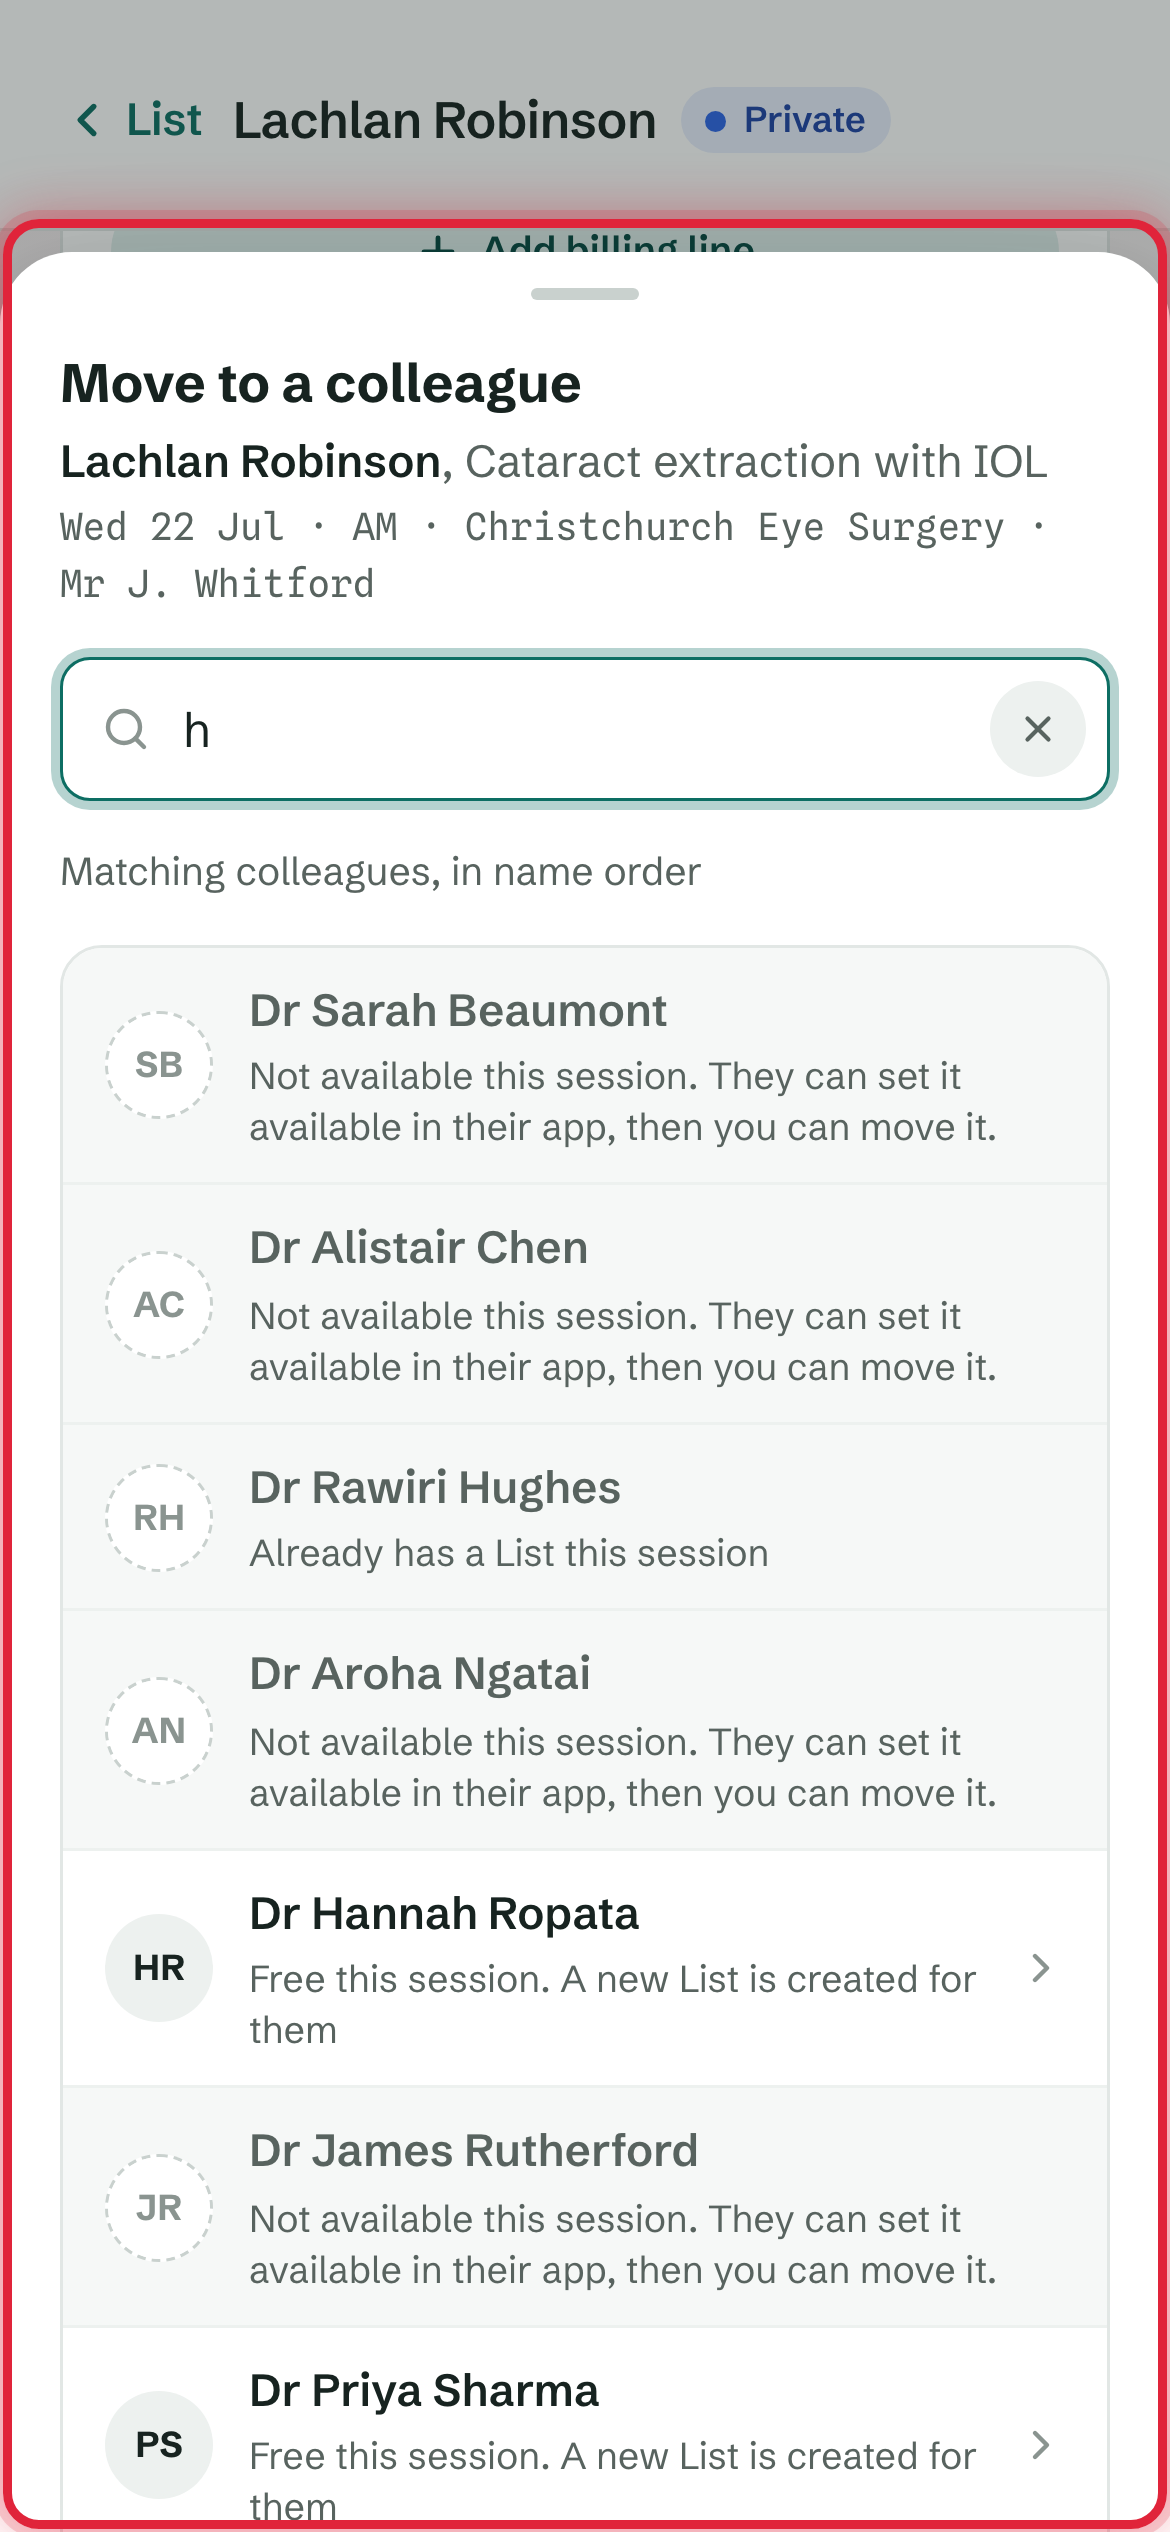 List Lachlan Robinson Private
+ Add billing line
Move to a colleague
Lachlan Robinson, Cataract extraction with IOL
Wed 22 Jul · AM · Christchurch Eye Surgery ·
Mr J. Whitford
h
Matching colleagues, in name order
Dr Sarah Beaumont
SB
Not available this session. They can set it
available in their app, then you can move it.
Dr Alistair Chen
AC
Not available this session. They can set it
available in their app, then you can move it.
Dr Rawiri Hughes
RH
Already has a List this session
Dr Aroha Ngatai
AN
Not available this session. They can set it
available in their app, then you can move it.
Dr Hannah Ropata
HR
Free this session. A new List is created for
them
Dr James Rutherford
JR
Not available this session. They can set it
available in their app, then you can move it.
Dr Priya Sharma
PS
Free this session. A new List is created for
them